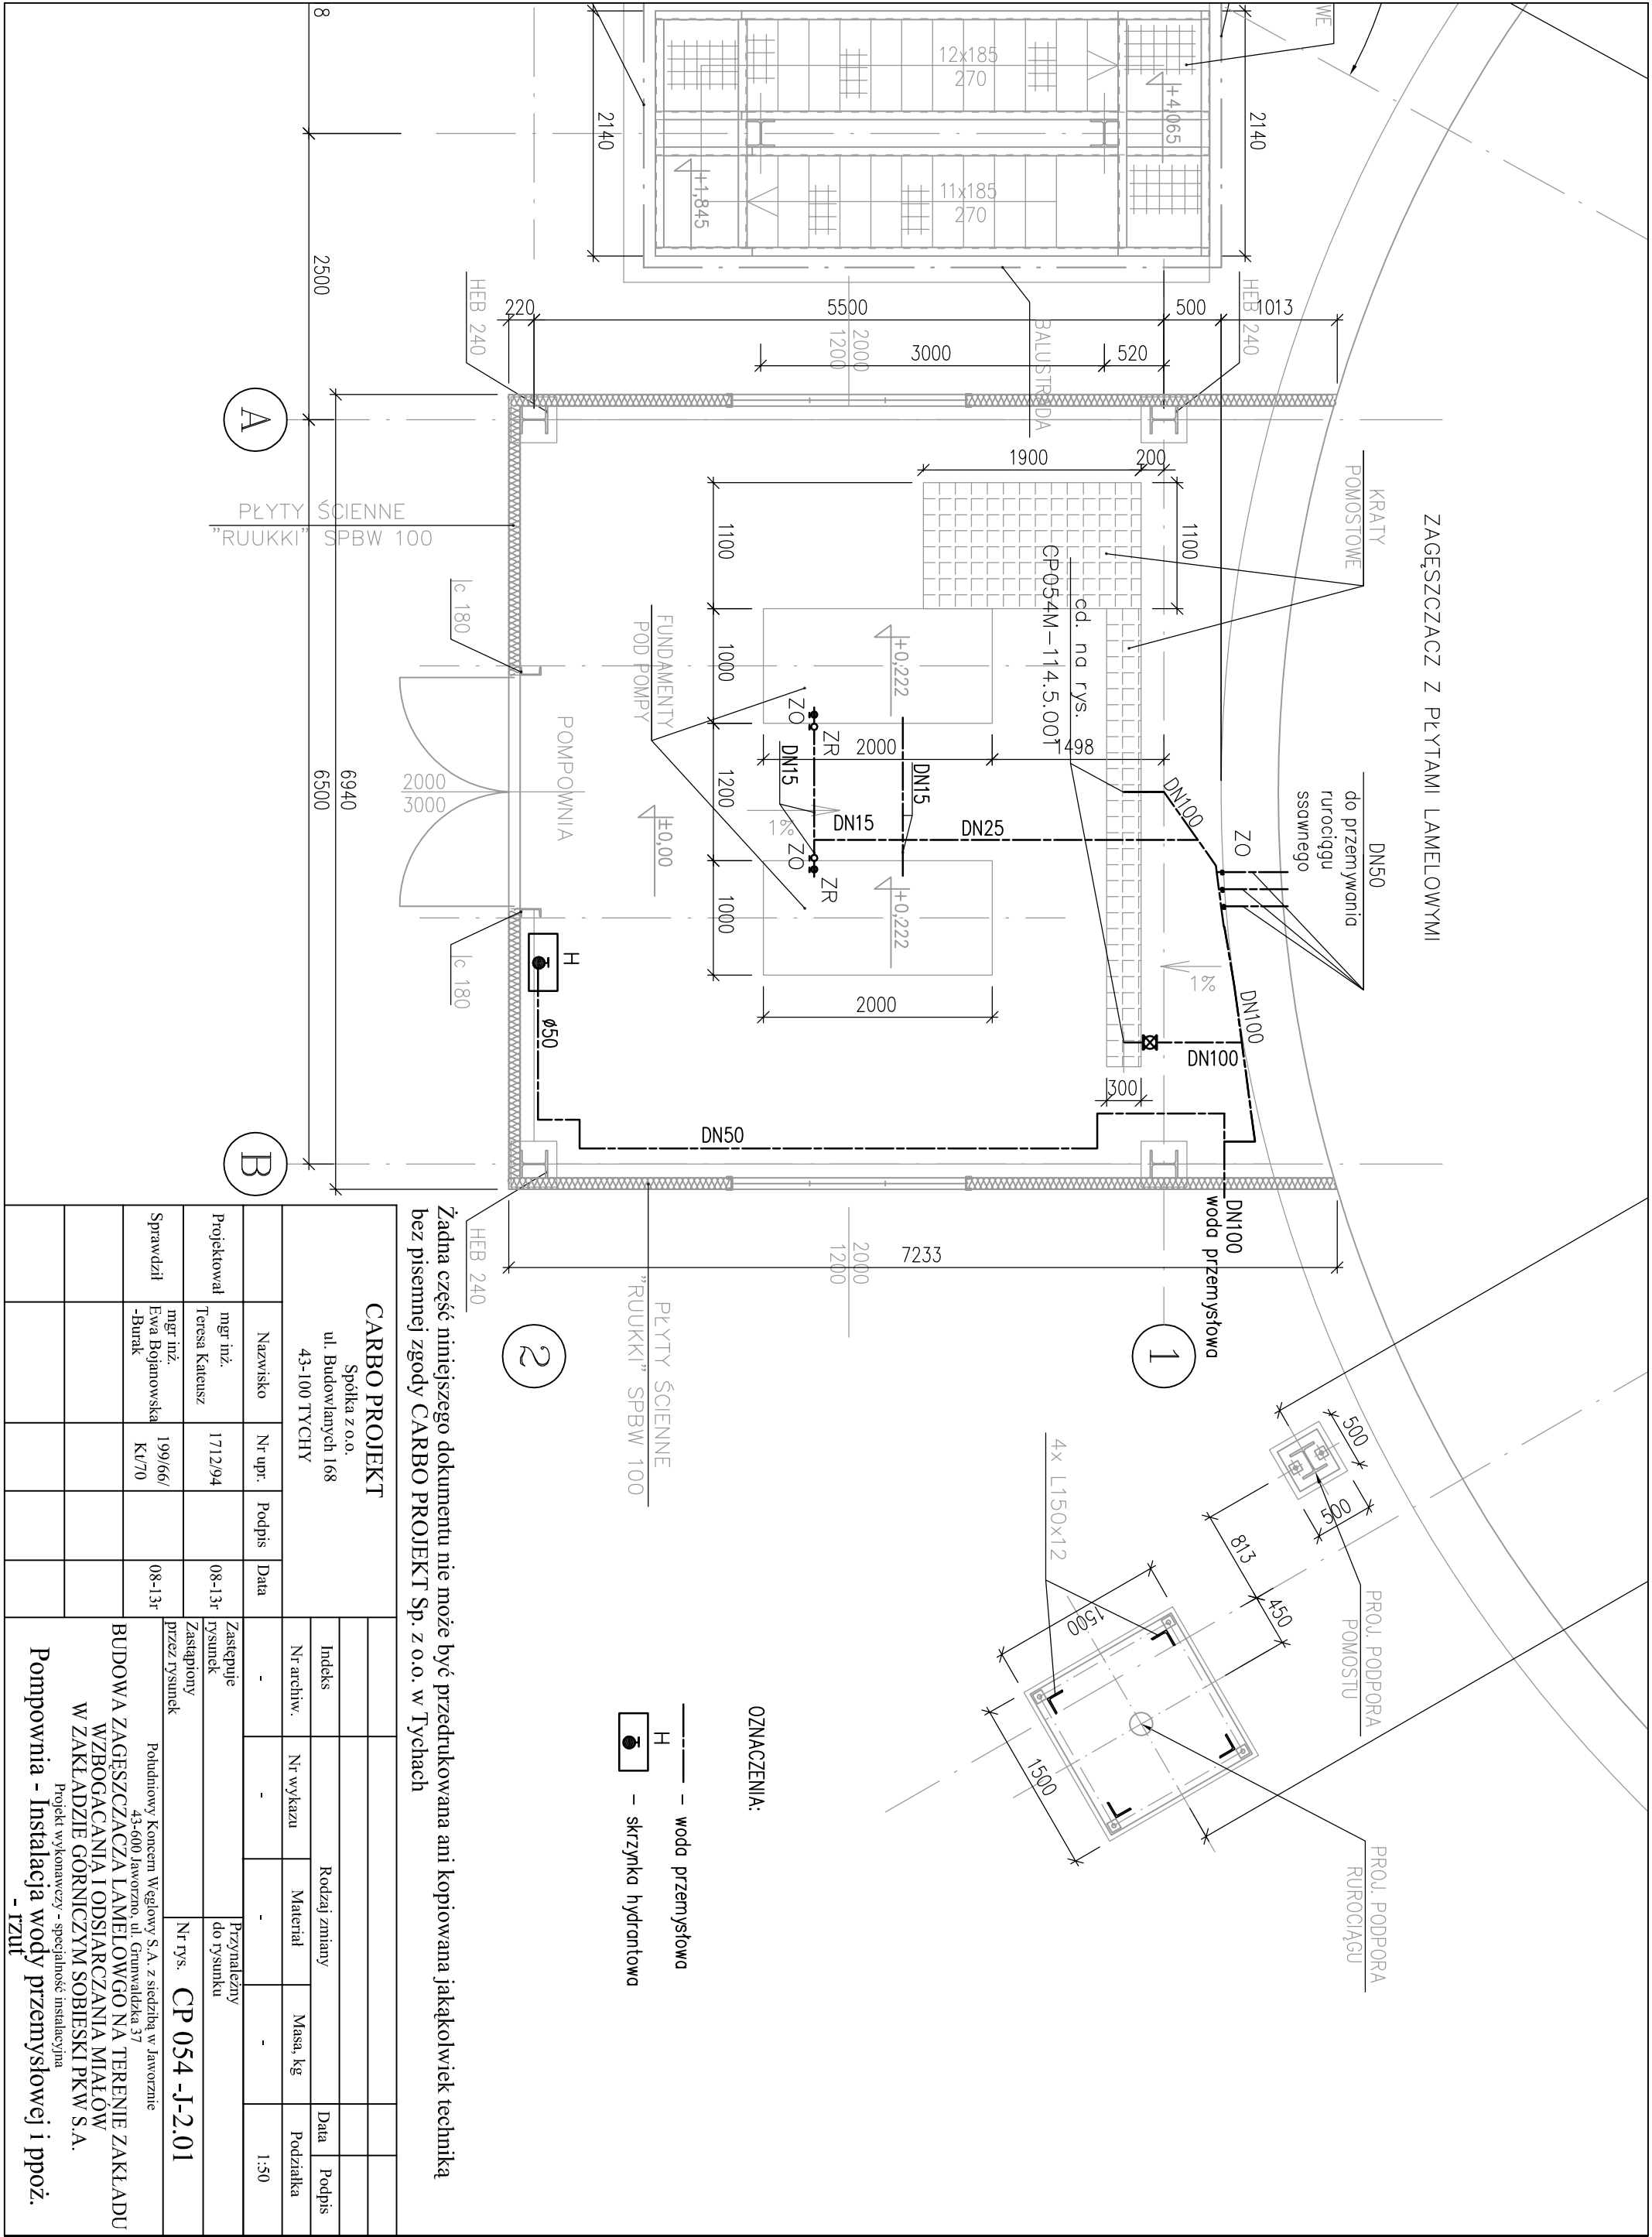 WE
12x185
270
+4,065
11x185
270
+1,845
2140
2140
8
2500
HEB 240
HEB 240
220
5500
500
1013
2000
1200
3000
520
BALUSTRADA
A
PŁYTY ŚCIENNE
"RUUKKI" SPBW 100
6940
6500
Ic 180
Ic 180
2000
3000
POMPOWNIA
FUNDAMENTY
POD POMPY
1100
1000
1200
1000
1900
200
1100
KRATY
POMOSTOWE
ZAGĘSZCZACZ Z PŁYTAMI LAMELOWYMI
cd. na rys.
CP054M-114.5.001
+0,222
+0,222
±0,00
2000
1498
2000
ZO
ZR
DN15
DN15
DN15
DN25
1%
ZO
ZR
DN100
ZO
DN50
do przemywania
rurociągu
ssawnego
1%
DN100
DN100
300
H
ø50
DN50
B
HEB 240
DN100
woda przemysłowa
7233
2000
1200
PŁYTY ŚCIENNE
"RUUKKI" SPBW 100
2
1
500
500
813
450
4x L150x12
1500
1500
PROJ. PODPORA
POMOSTU
PROJ. PODPORA
RUROCIĄGU
OZNACZENIA:
– woda przemysłowa
H
– skrzynka hydrantowa
Żadna część niniejszego dokumentu nie może być przedrukowana ani kopiowana jakąkolwiek techniką
bez pisemnej zgody CARBO PROJEKT Sp. z o.o. w Tychach
CARBO PROJEKT
Spółka z o.o.
ul. Budowlanych 168
43-100 TYCHY
Indeks
Rodzaj zmiany
Data
Podpis
Nr archiw.
Nr wykazu
Materiał
Masa, kg
Podziałka
-
-
-
-
1:50
Nazwisko
Nr upr.
Podpis
Data
Projektował
mgr inż.
Teresa Kateusz
1712/94
08-13r
Sprawdził
mgr inż.
Ewa Bojanowska
-Burak
199/66/
Kt/70
08-13r
Zastępuje
rysunek
Przynależny
do rysunku
Zastąpiony
przez rysunek
Nr rys. CP 054 -J-2.01
Południowy Koncern Węglowy S.A. z siedzibą w Jaworznie
43-600 Jaworzno, ul. Grunwaldzka 37
BUDOWA ZAGĘSZCZACZA LAMELOWGO NA TERENIE ZAKŁADU
WZBOGACANIA I ODSIARCZANIA MIAŁÓW
W ZAKŁADZIE GÓRNICZYM SOBIESKI PKW S.A.
Projekt wykonawczy - specjalność instalacyjna
Pompownia - Instalacja wody przemysłowej i ppoż.
- rzut